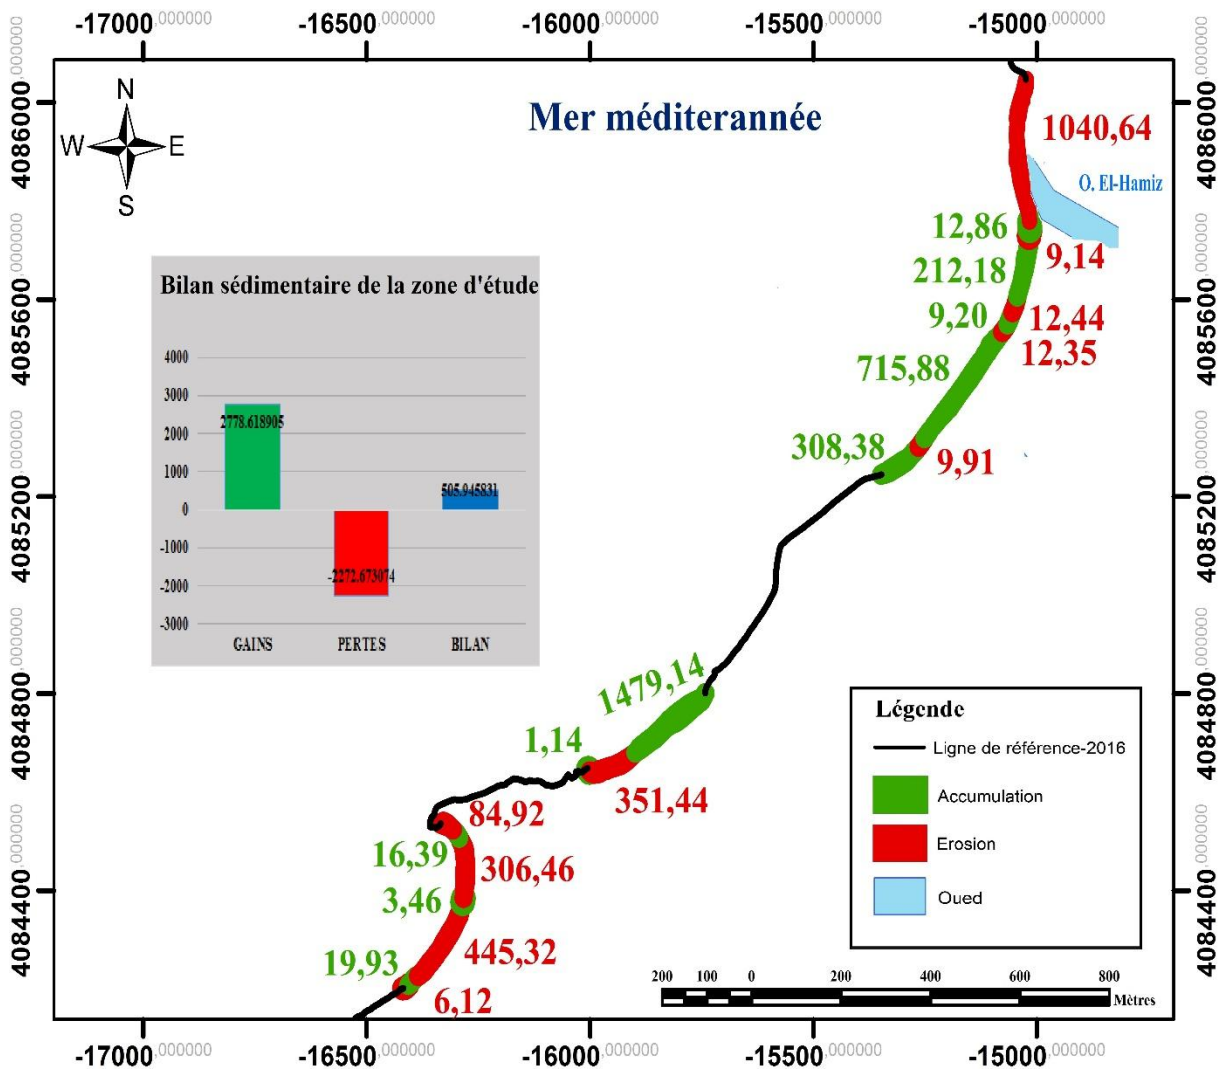 -17000,000000 -16500,000000 -16000,000000 -15500,000000 -15000,000000
4086000,000000
4085600,000000
4085200,000000
4084800,000000
4084400,000000
N
W E
S
Mer méditerannée
1040,64
O. El-Hamiz
12,86
9,14
212,18
9,20
12,44
12,35
715,88
308,38
9,91
Bilan sédimentaire de la zone d'étude
4000
3000
2000
1000
0
-1000
-2000
-3000
2778.618905
-2272.673074
505.945831
GAINS PERTES BILAN
1479,14
1,14
351,44
84,92
16,39
306,46
3,46
445,32
19,93
6,12
Légende
Ligne de référence-2016
Accumulation
Erosion
Oued
200 100 0 200 400 600 800
Mètres
4086000,000000
4085600,000000
4085200,000000
4084800,000000
4084400,000000
-17000,000000 -16500,000000 -16000,000000 -15500,000000 -15000,000000